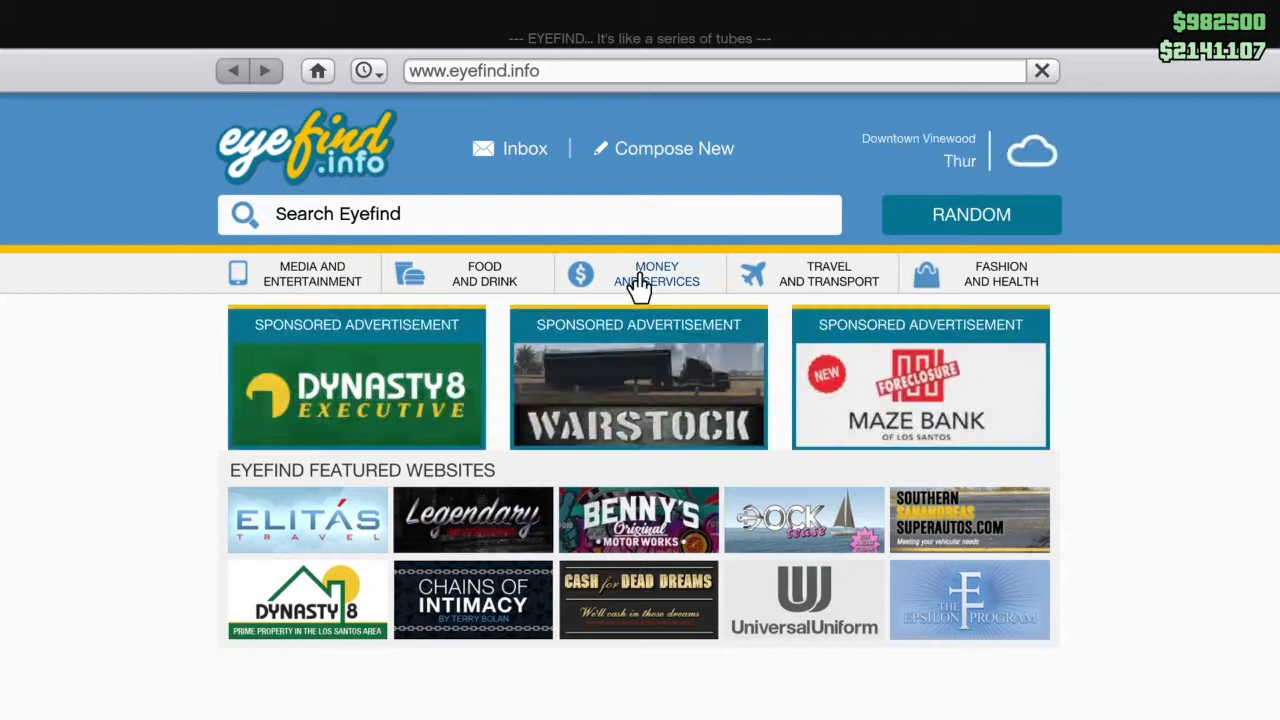 $982500
--- EYEFIND... It's like a series of tubes ---
$2141107
www.eyefind.info
eyefind
.info
Inbox
Compose New
Downtown Vinewood
Thur
Search Eyefind
RANDOM
MEDIA AND
ENTERTAINMENT
FOOD
AND DRINK
MONEY
AND SERVICES
TRAVEL
AND TRANSPORT
FASHION
AND HEALTH
SPONSORED ADVERTISEMENT
DYNASTY 8
EXECUTIVE
SPONSORED ADVERTISEMENT
WARSTOCK
SPONSORED ADVERTISEMENT
NEW
FORECLOSURE
MAZE BANK
OF LOS SANTOS
EYEFIND FEATURED WEBSITES
ELITÁS
TRAVEL
Legendary
BENNY'S
Original
MOTORWORKS
DOCK
tease
SOUTHERN
SANANDREAS
SUPERAUTOS.COM
Meeting your vehicular needs
DYNASTY 8
PRIME PROPERTY IN THE LOS SANTOS AREA
CHAINS OF
INTIMACY
BY TERRY BOLAN
CASH for DEAD DREAMS
We'll cash in those dreams
UniversalUniform
THE
EPSILON PROGRAM